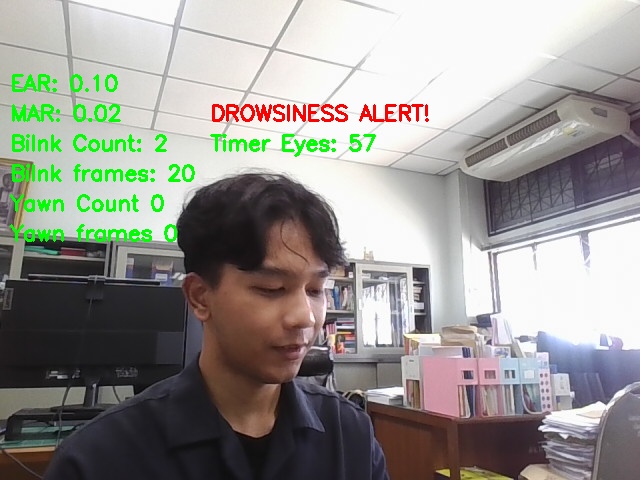 EAR: 0.10
MAR: 0.02 DROWSINESS ALERT!
Bilnk Count: 2 Timer Eyes: 57
Bilnk frames: 20
Yawn Count 0
Yawn frames 0